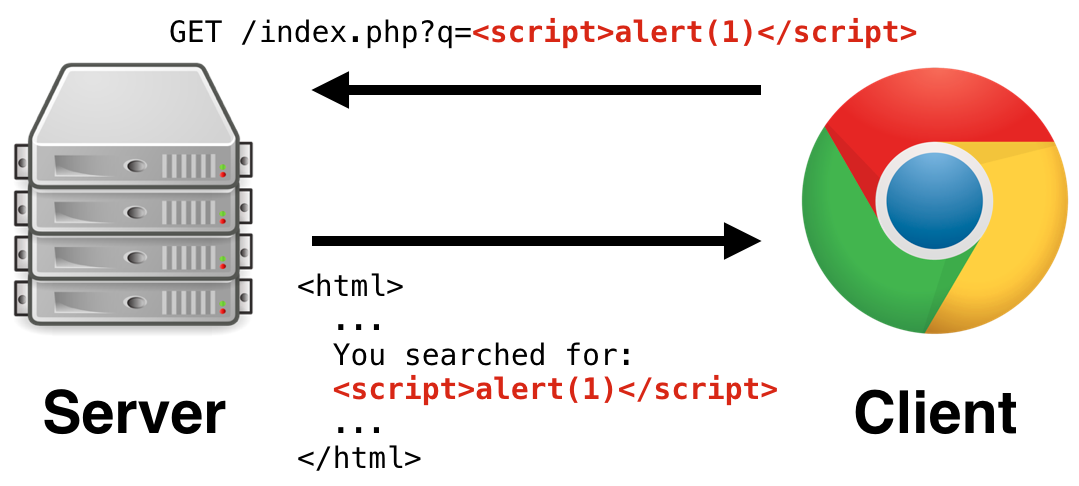 GET /index.php?q=<script>alert(1)</script>
<html>
...
You searched for:
<script>alert(1)</script>
...
</html>
Server
Client